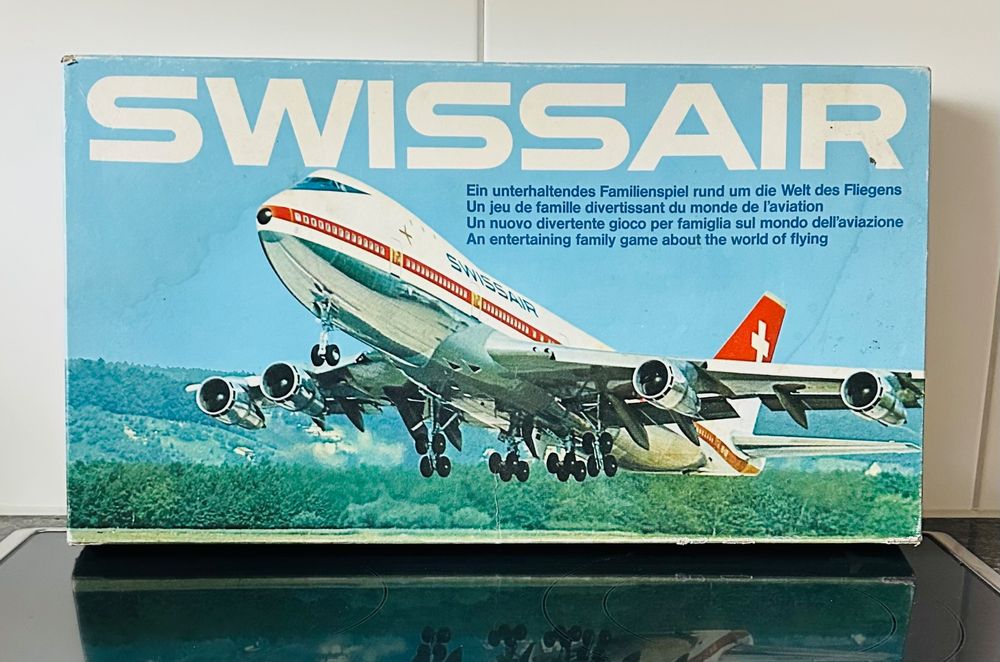 SWISSAIR
Ein unterhaltendes Familienspiel rund um die Welt des Fliegens
Un jeu de famille divertissant du monde de l'aviation
Un nuovo divertente gioco per famiglia sul mondo dell'aviazione
An entertaining family game about the world of flying
SWISSAIR